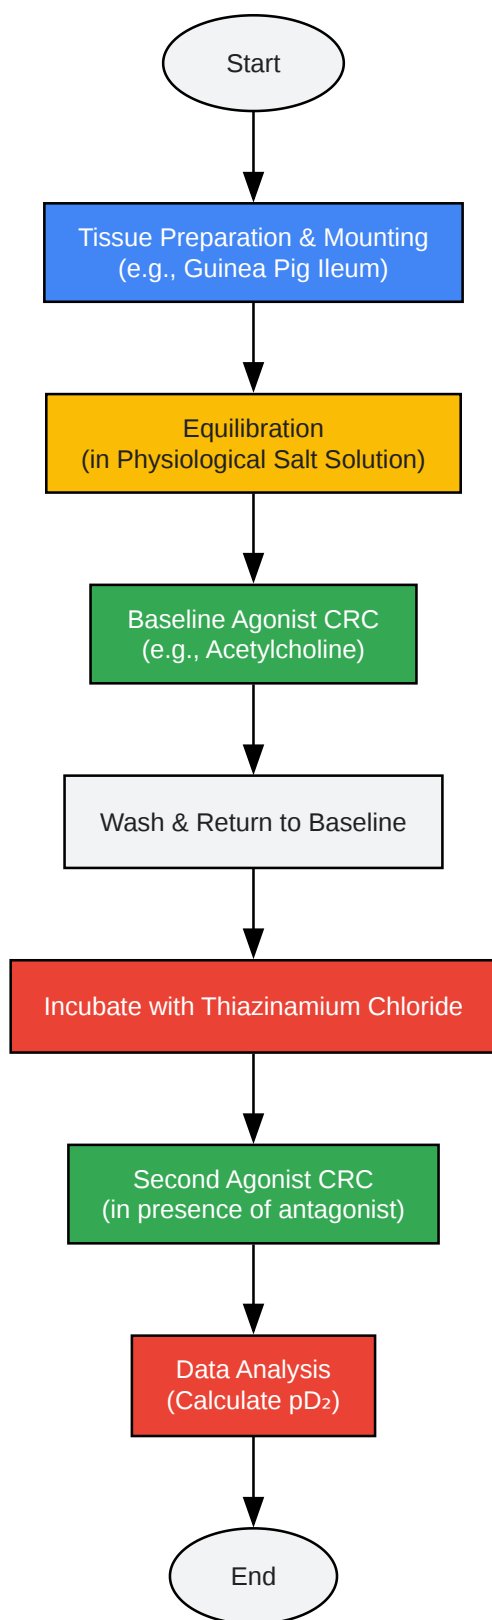 Start
Tissue Preparation & Mounting
(e.g., Guinea Pig Ileum)
Equilibration
(in Physiological Salt Solution)
Baseline Agonist CRC
(e.g., Acetylcholine)
Wash & Return to Baseline
Incubate with Thiazinamium Chloride
Second Agonist CRC
(in presence of antagonist)
Data Analysis
(Calculate pD₂)
End